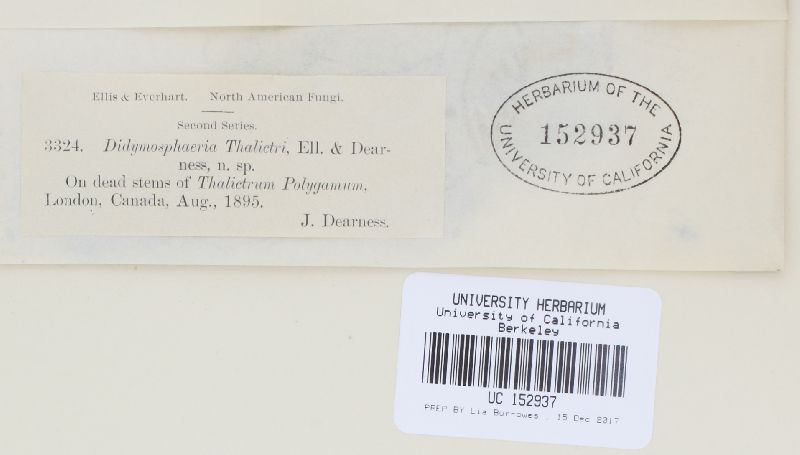 Ellis & Everhart. North American Fungi.
Second Series.
3324. Didymosphaeria Thalictri, Ell. & Dear-
ness, n. sp.
On dead stems of Thalictrum Polygamum,
London, Canada, Aug., 1895.
J. Dearness.
HERBARIUM OF THE
152937
UNIVERSITY OF CALIFORNIA
UNIVERSITY HERBARIUM
University of California
Berkeley
UC 152937
PREP BY Lia Burrowes , 15 Dec 2017